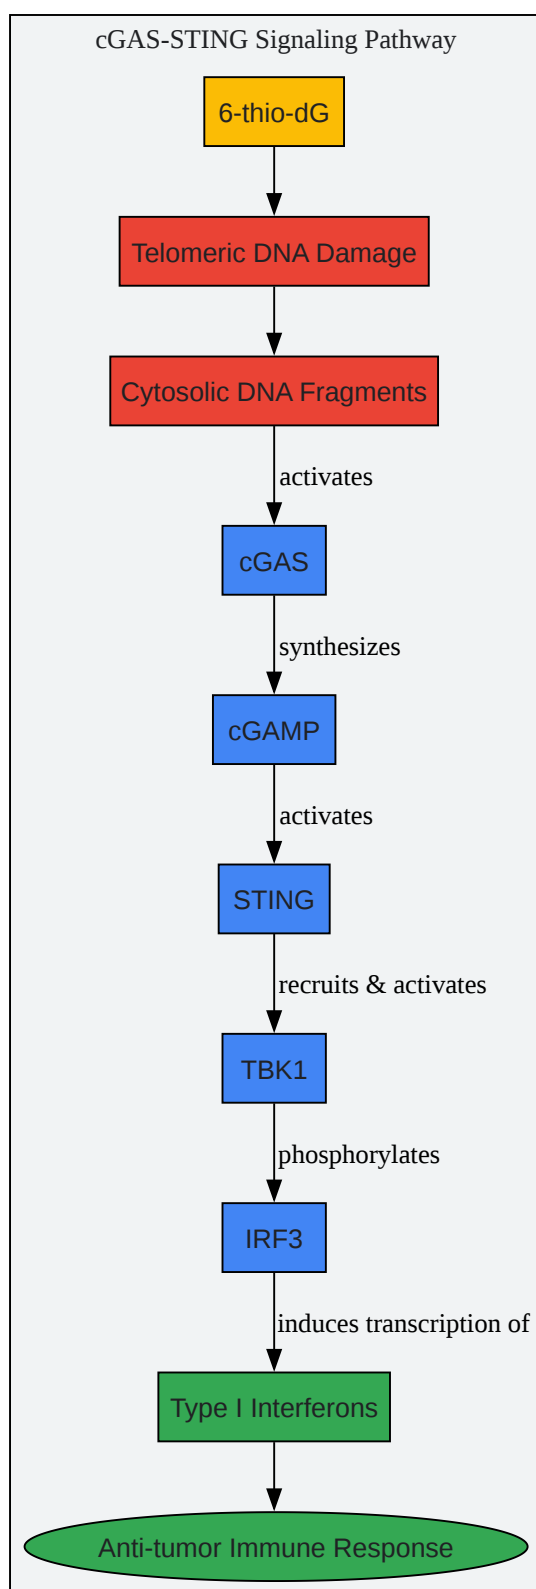 cGAS-STING Signaling Pathway
6-thio-dG
Telomeric DNA Damage
Cytosolic DNA Fragments
activates
cGAS
synthesizes
cGAMP
activates
STING
recruits & activates
TBK1
phosphorylates
IRF3
induces transcription of
Type I Interferons
Anti-tumor Immune Response